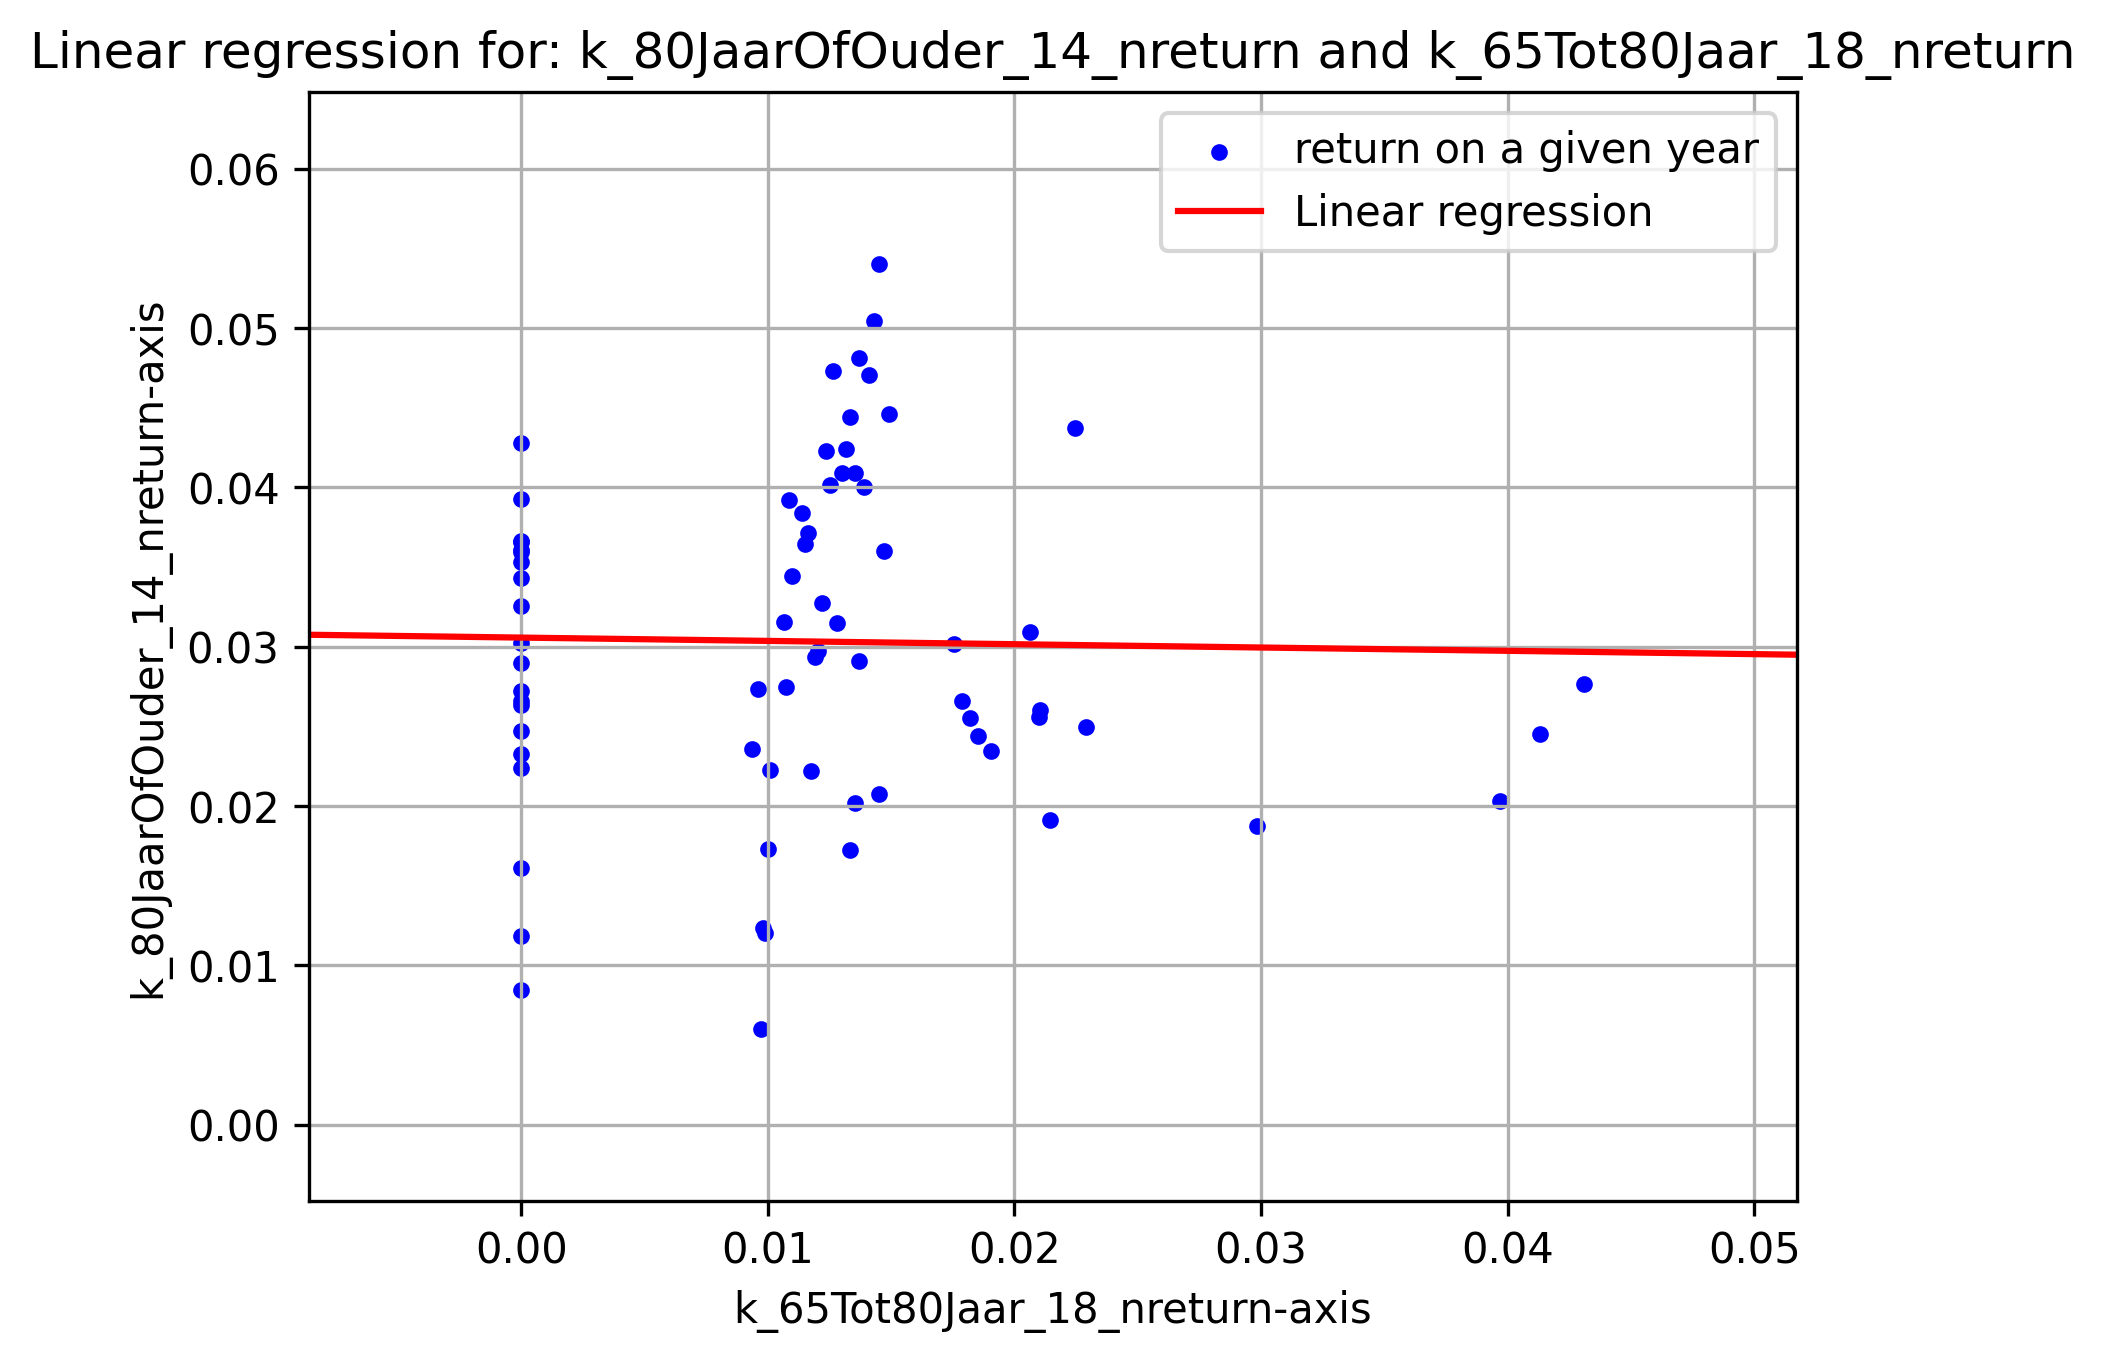 Linear regression for: k_80JaarOfOuder_14_nreturn and k_65Tot80Jaar_18_nreturn
return on a given year
Linear regression
k_80JaarOfOuder_14_nreturn-axis
0.06
0.05
0.04
0.03
0.02
0.01
0.00
0.00 0.01 0.02 0.03 0.04 0.05
k_65Tot80Jaar_18_nreturn-axis